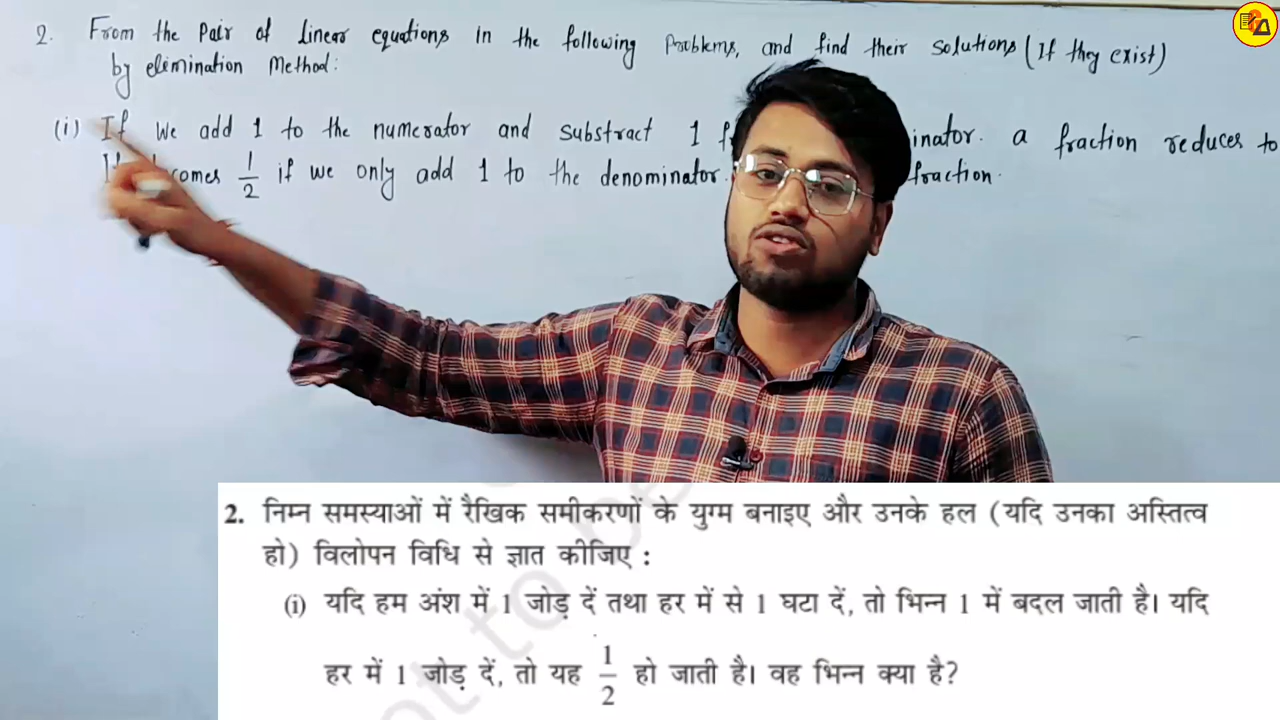 2. From the Pair of linear equations in the following Problems, and find their solutions (If they exist)
by elimination Method:
(i) If we add 1 to the numerator and substract 1 a fraction reduces to
1/2 if we only add 1 to the denominator. fraction.
2. निम्न समस्याओं में रैखिक समीकरणों के युग्म बनाइए और उनके हल (यदि उनका अस्तित्व
हो) विलोपन विधि से ज्ञात कीजिए :
(i) यदि हम अंश में 1 जोड़ दें तथा हर में से 1 घटा दें, तो भिन्न 1 में बदल जाती है। यदि
हर में 1 जोड़ दें, तो यह 1/2 हो जाती है। वह भिन्न क्या है?